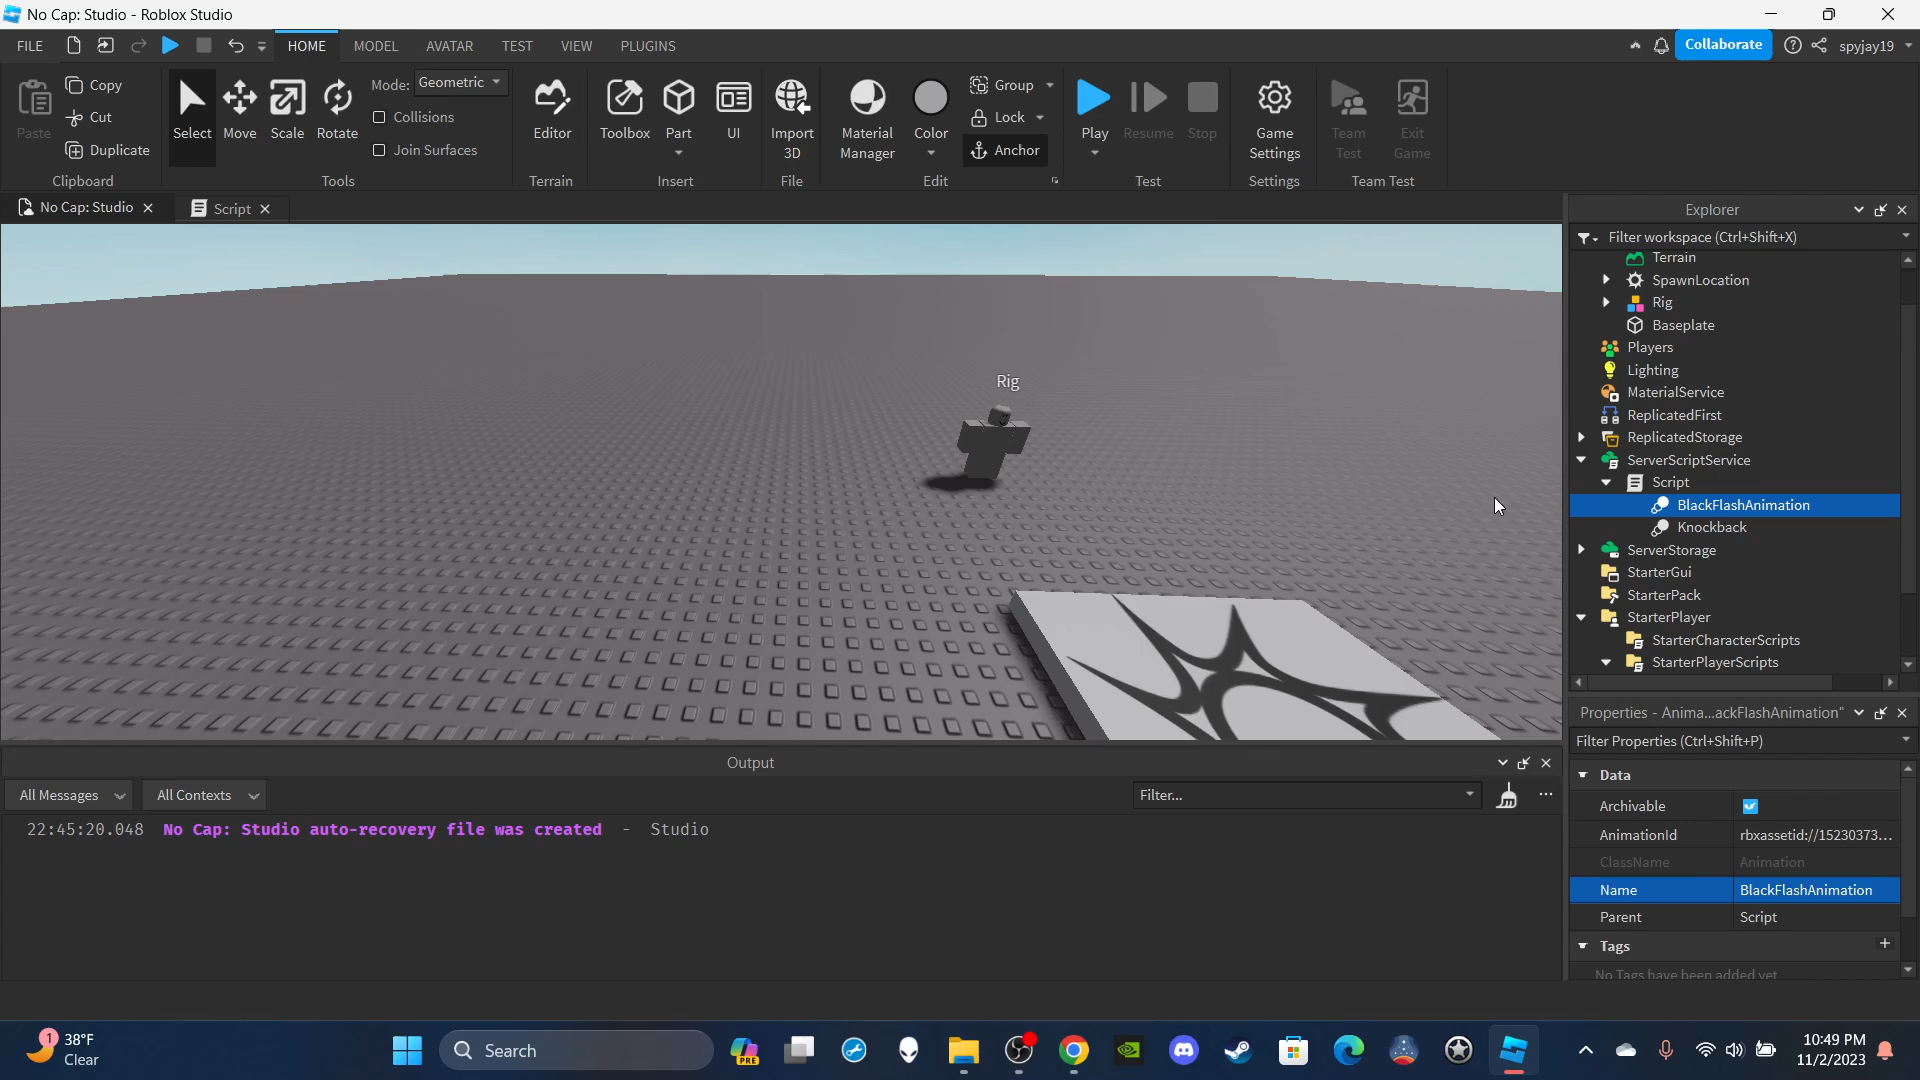 No Cap: Studio - Roblox Studio
FILE HOME MODEL AVATAR TEST VIEW PLUGINS Collaborate spyjay19
Paste
Copy
Cut
Duplicate
Clipboard
Select Move Scale Rotate
Mode: Geometric
Collisions
Join Surfaces
Tools
Editor
Terrain
Toolbox Part UI
Insert
Import
3D
File
Material
Manager
Color
Group
Lock
Anchor
Edit
Play Resume Stop
Test
Game
Settings
Settings
Team
Test
Exit
Game
Team Test
No Cap: Studio Script
Rig
Explorer
Filter workspace (Ctrl+Shift+X)
Terrain
SpawnLocation
Rig
Baseplate
Players
Lighting
MaterialService
ReplicatedFirst
ReplicatedStorage
ServerScriptService
Script
BlackFlashAnimation
Knockback
ServerStorage
StarterGui
StarterPack
StarterPlayer
StarterCharacterScripts
StarterPlayerScripts
Properties - Anima...ackFlashAnimation"
Filter Properties (Ctrl+Shift+P)
Data
Archivable
AnimationId rbxassetid://15230373...
ClassName Animation
Name BlackFlashAnimation
Parent Script
Tags
No Tags have been added yet
Output
All Messages All Contexts Filter...
22:45:20.048 No Cap: Studio auto-recovery file was created - Studio
1
38°F
Clear
Search
PRE
10:49 PM
11/2/2023